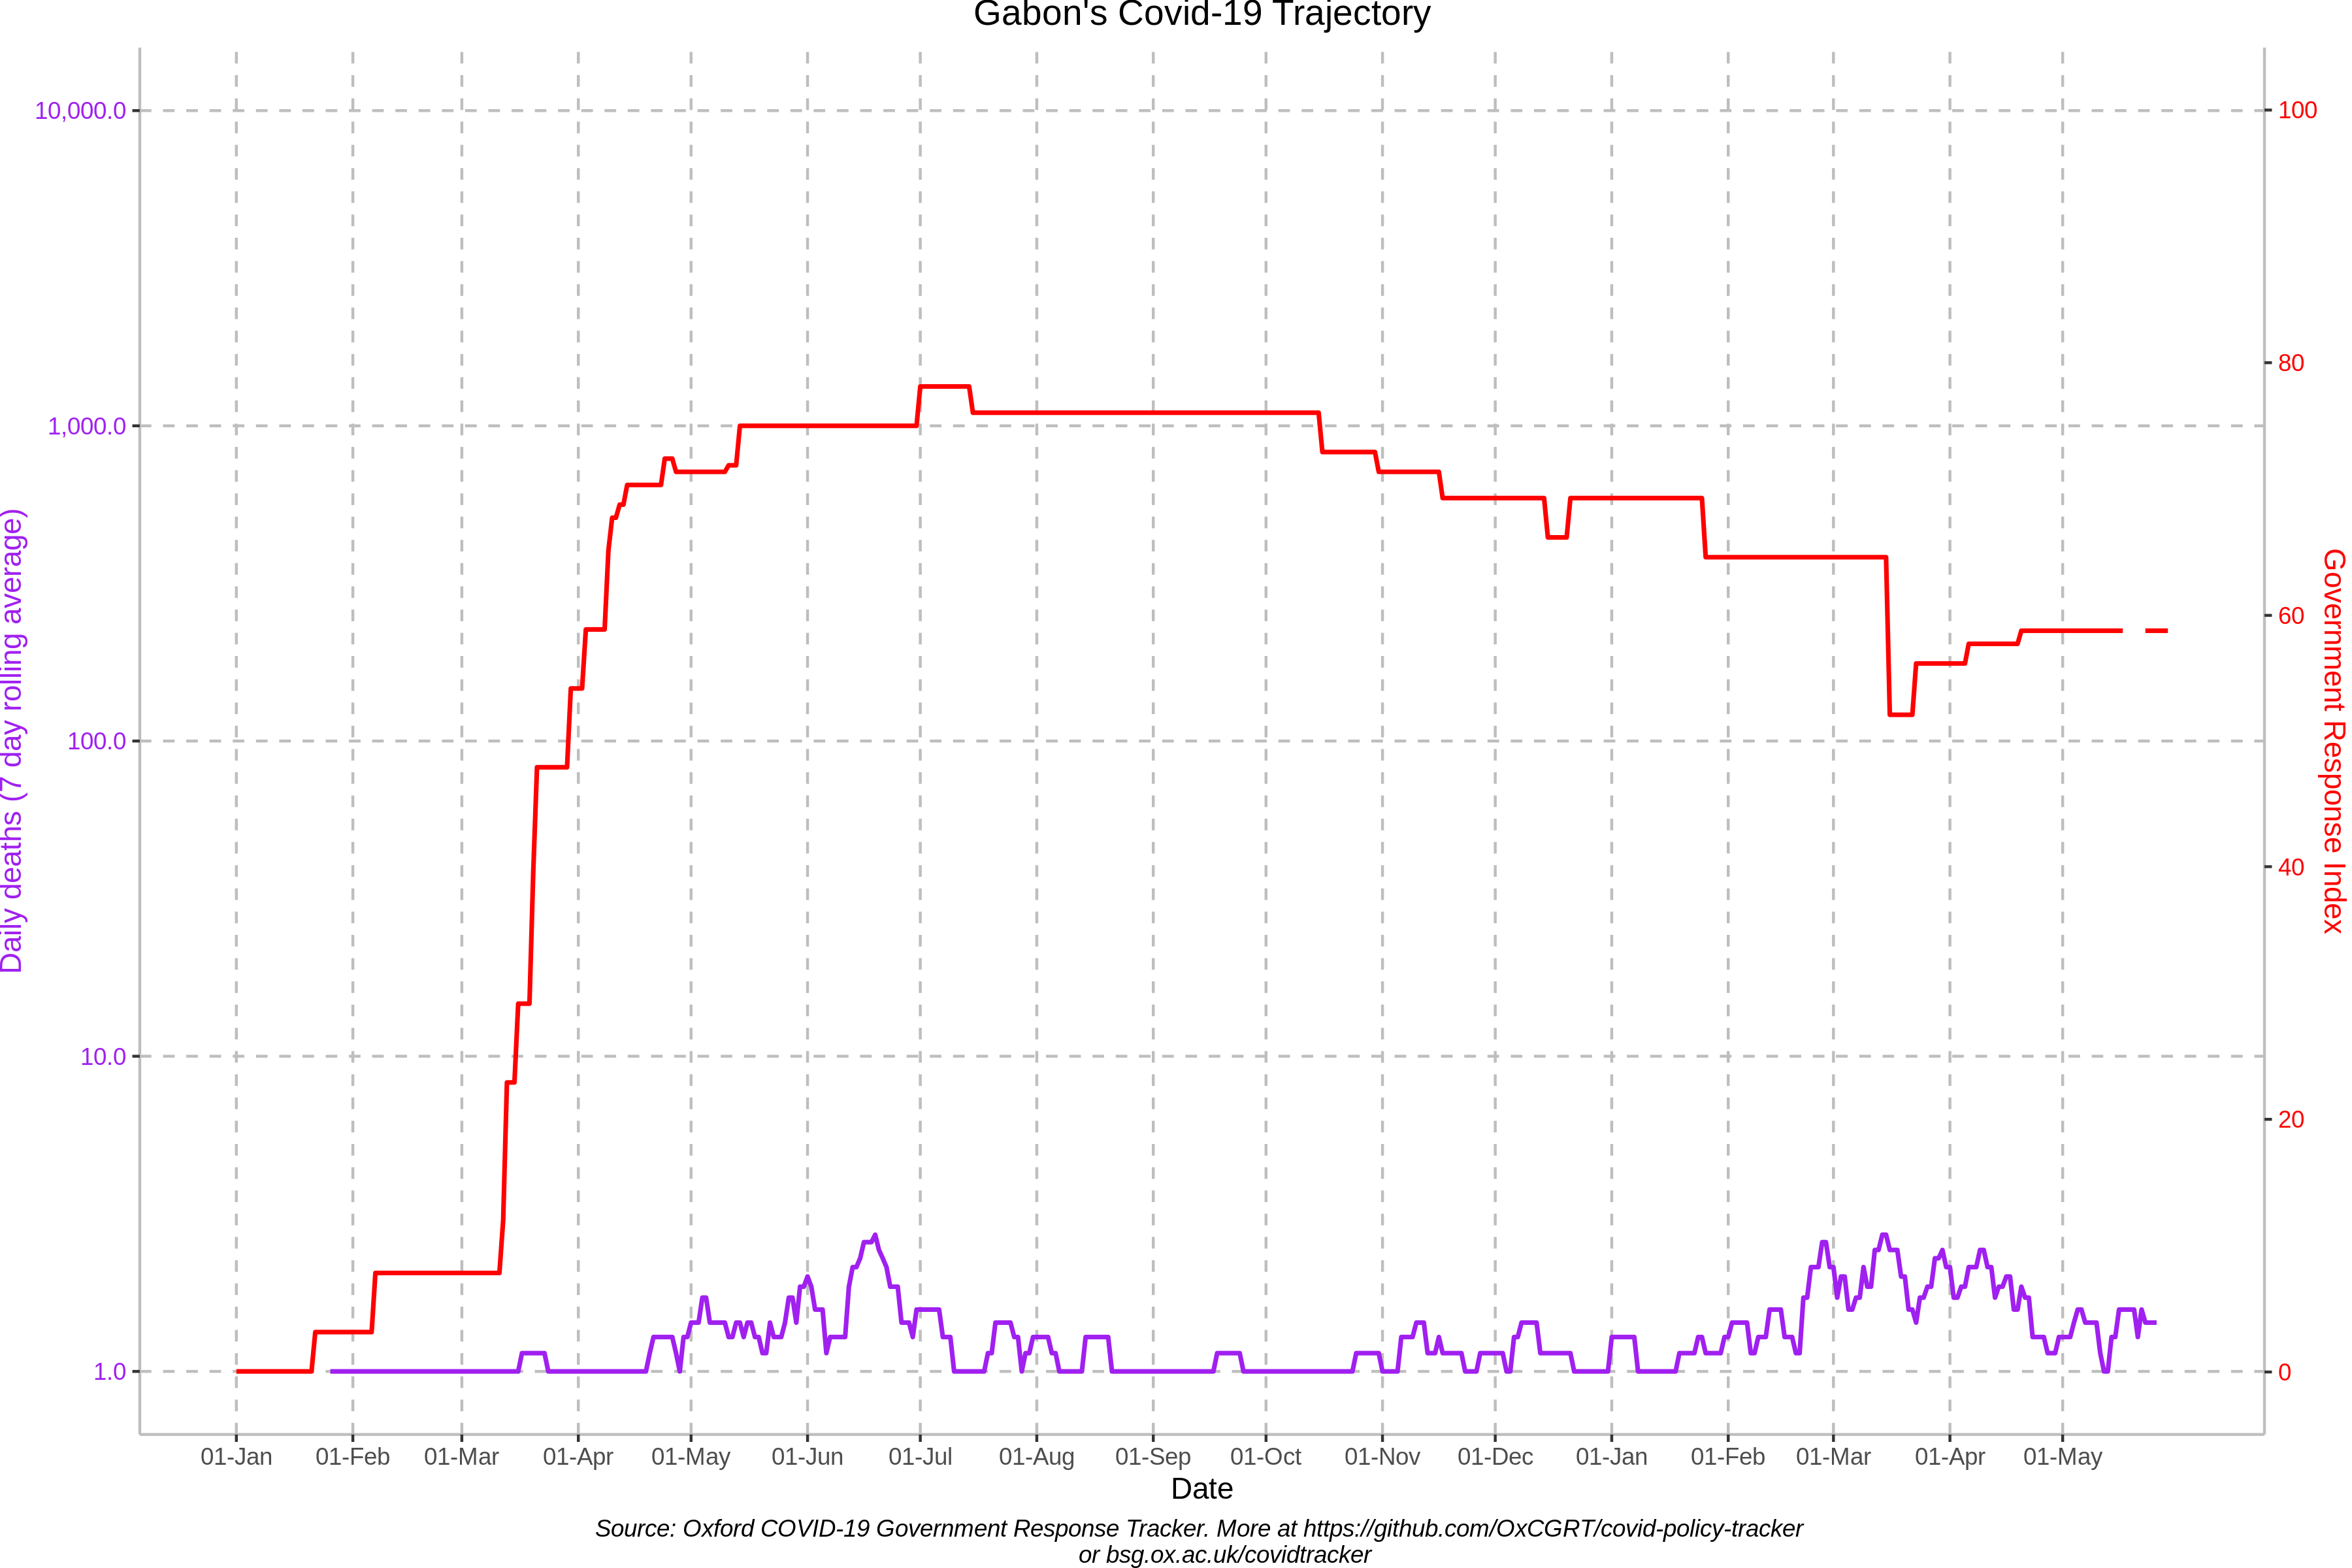 Gabon's Covid-19 Trajectory
10,000.0
1,000.0
100.0
10.0
1.0
Daily deaths (7 day rolling average)
100
80
60
40
20
0
Government Response Index
01-Jan 01-Feb 01-Mar 01-Apr 01-May 01-Jun 01-Jul 01-Aug 01-Sep 01-Oct 01-Nov 01-Dec 01-Jan 01-Feb 01-Mar 01-Apr 01-May
Date
Source: Oxford COVID-19 Government Response Tracker. More at https://github.com/OxCGRT/covid-policy-tracker
or bsg.ox.ac.uk/covidtracker